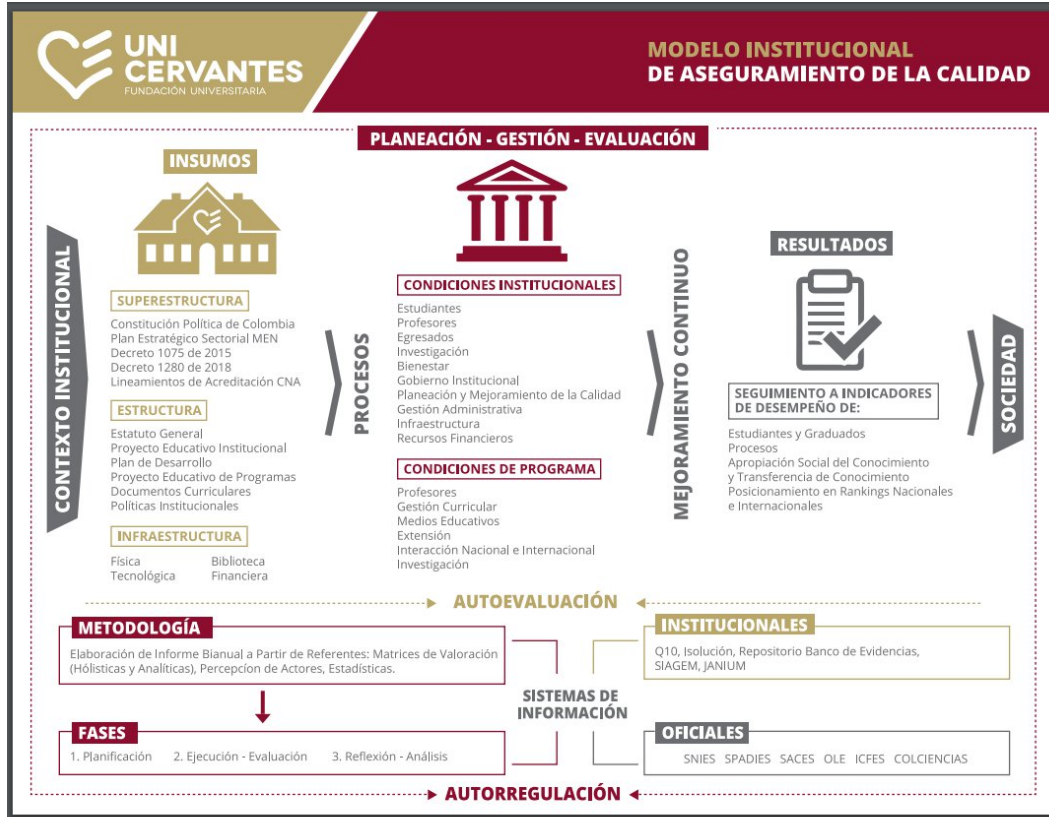 UNI
CERVANTES
FUNDACIÓN UNIVERSITARIA
MODELO INSTITUCIONAL
DE ASEGURAMIENTO DE LA CALIDAD
PLANEACIÓN - GESTIÓN - EVALUACIÓN
CONTEXTO INSTITUCIONAL
INSUMOS
SUPERESTRUCTURA
Constitución Política de Colombia
Plan Estratégico Sectorial MEN
Decreto 1075 de 2015
Decreto 1280 de 2018
Lineamientos de Acreditación CNA
ESTRUCTURA
Estatuto General
Proyecto Educativo Institucional
Plan de Desarrollo
Proyecto Educativo de Programas
Documentos Curriculares
Políticas Institucionales
INFRAESTRUCTURA
Física Biblioteca
Tecnológica Financiera
PROCESOS
CONDICIONES INSTITUCIONALES
Estudiantes
Profesores
Egresados
Investigación
Bienestar
Gobierno Institucional
Planeación y Mejoramiento de la Calidad
Gestión Administrativa
Infraestructura
Recursos Financieros
CONDICIONES DE PROGRAMA
Profesores
Gestión Curricular
Medios Educativos
Extensión
Interacción Nacional e Internacional
Investigación
MEJORAMIENTO CONTINUO
RESULTADOS
SEGUIMIENTO A INDICADORES
DE DESEMPEÑO DE:
Estudiantes y Graduados
Procesos
Apropiación Social del Conocimiento
y Transferencia de Conocimiento
Posicionamiento en Rankings Nacionales
e Internacionales
SOCIEDAD
AUTOEVALUACIÓN
METODOLOGÍA
Elaboración de Informe Bianual a Partir de Referentes: Matrices de Valoración
(Hólisticas y Analíticas), Percepcíon de Actores, Estadísticas.
FASES
1. Planificación 2. Ejecución - Evaluación 3. Reflexión - Análisis
SISTEMAS DE
INFORMACIÓN
INSTITUCIONALES
Q10, Isolución, Repositorio Banco de Evidencias,
SIAGEM, JANIUM
OFICIALES
SNIES SPADIES SACES OLE ICFES COLCIENCIAS
AUTORREGULACIÓN